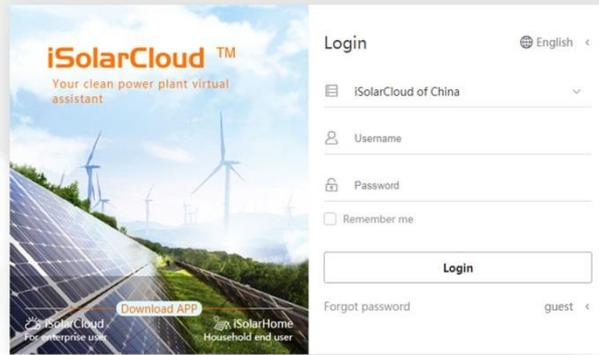 iSolarCloud ™
Your clean power plant virtual
assistant
Download APP
iSolarCloud
For enterprise user
iSolarHome
Household end user
Login
English
iSolarCloud of China
Username
Password
Remember me
Login
Forgot password
guest